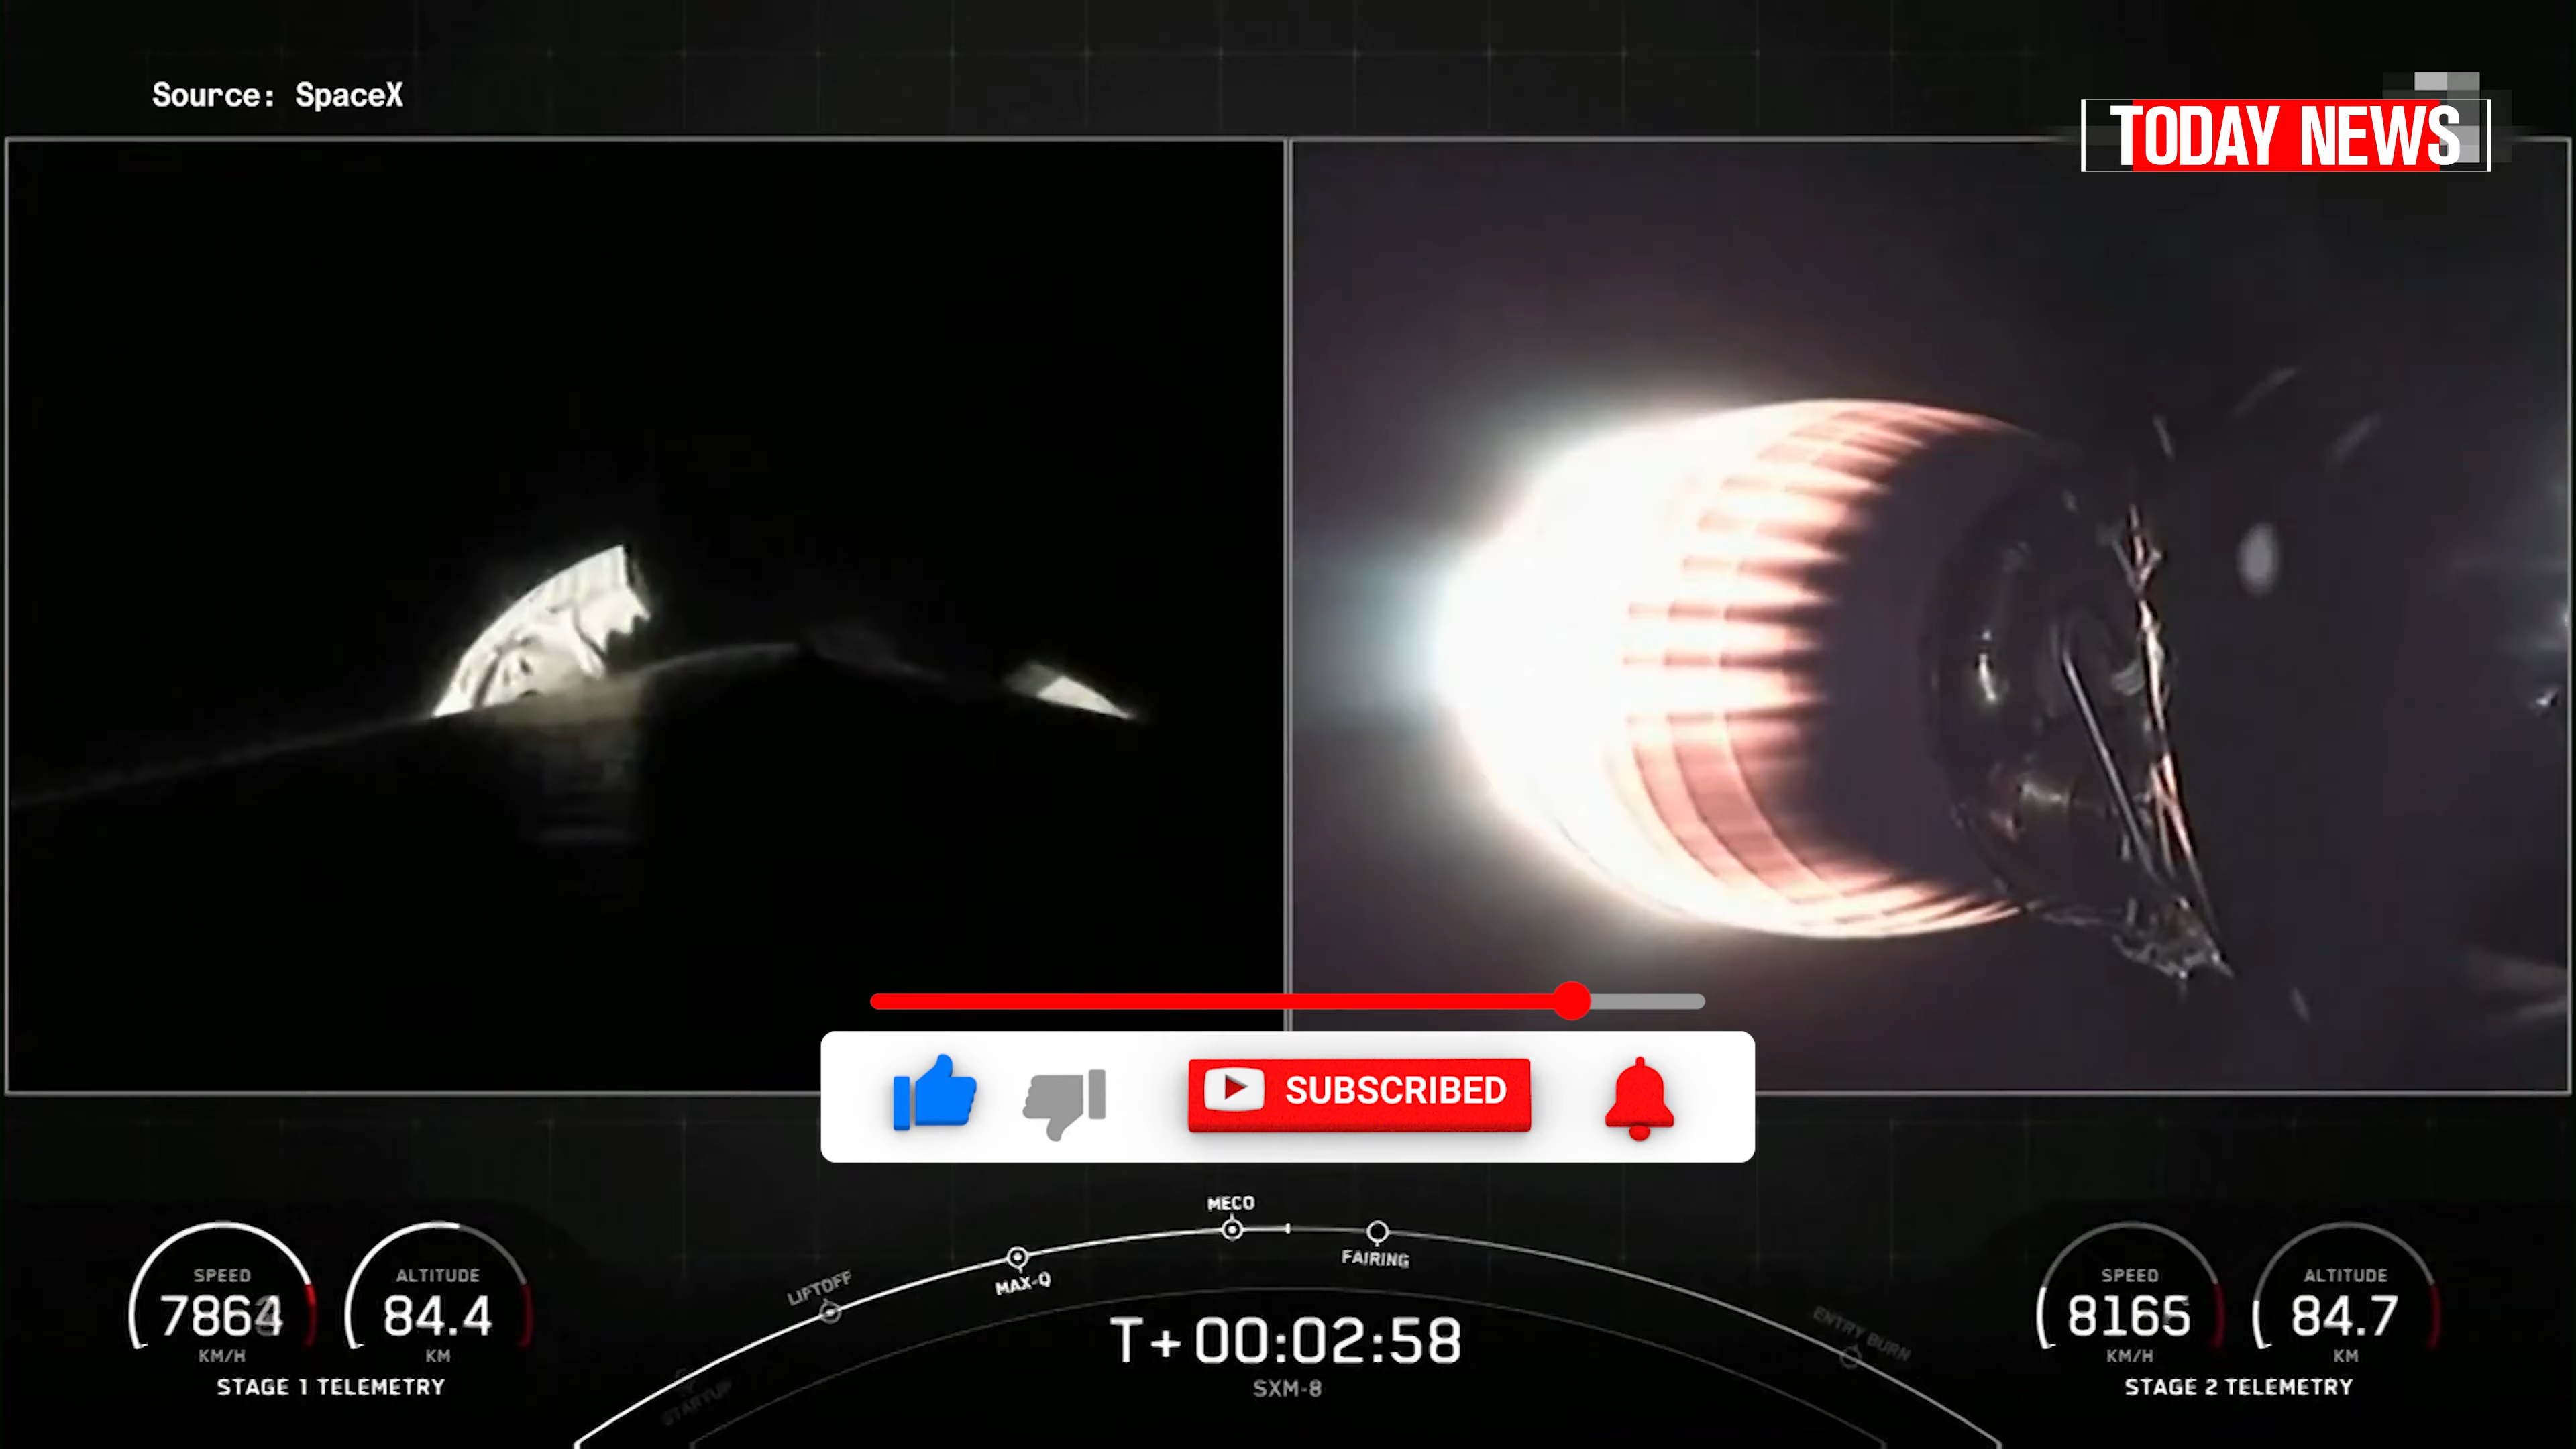 Source: SpaceX
TODAY NEWS
SUBSCRIBED
MECO
FAIRING
MAX-Q
LIFTOFF
STARTUP
ENTRY BURN
SPEED
KM/H
ALTITUDE
84.4
KM
STAGE 1 TELEMETRY
T+00:02:58
SXM-8
SPEED
8165
KM/H
ALTITUDE
84.7
KM
STAGE 2 TELEMETRY